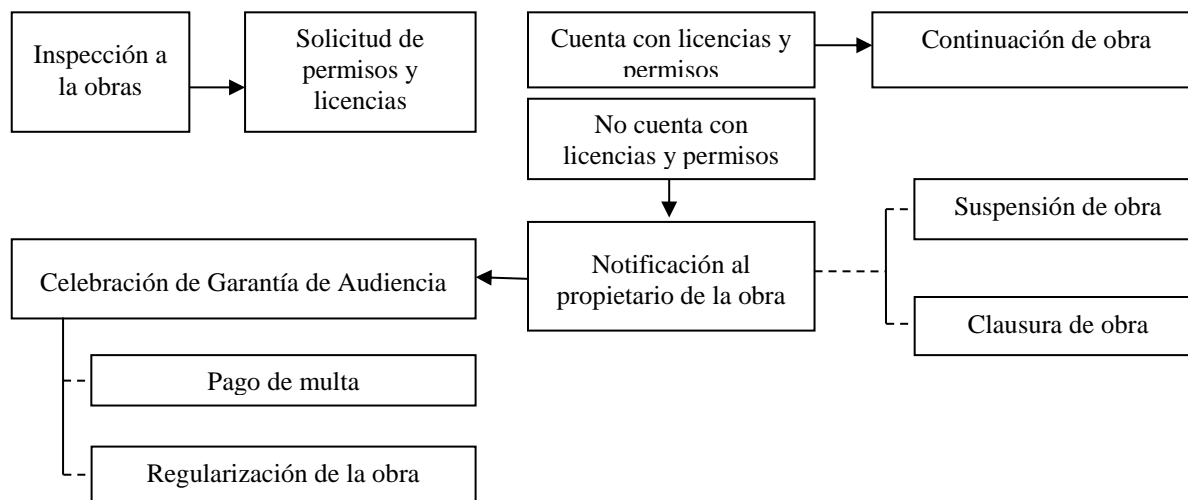 Inspección a
la obras
Solicitud de
permisos y
licencias
Cuenta con licencias y
permisos
Continuación de obra
No cuenta con
licencias y permisos
Suspensión de obra
Notificación al
propietario de la obra
Celebración de Garantía de Audiencia
Clausura de obra
Pago de multa
Regularización de la obra